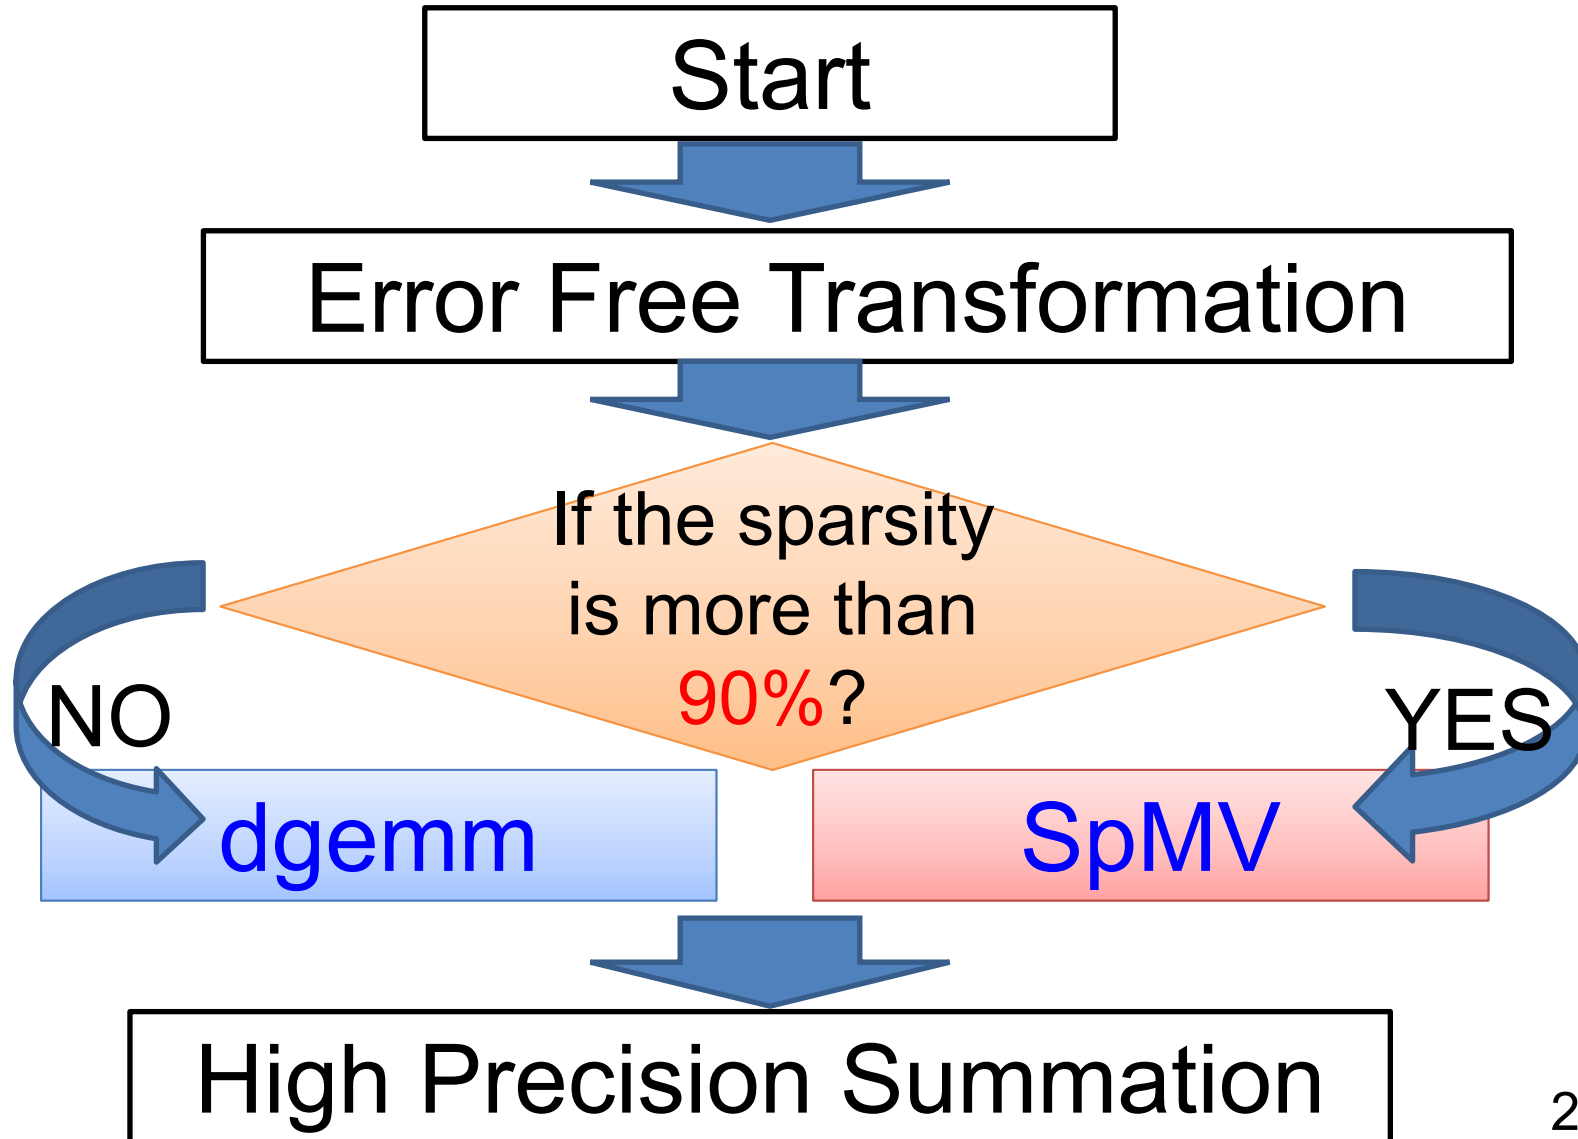 Start
Error Free Transformation
If the sparsity
is more than
90%?
NO
YES
dgemm
SpMV
High Precision Summation
2